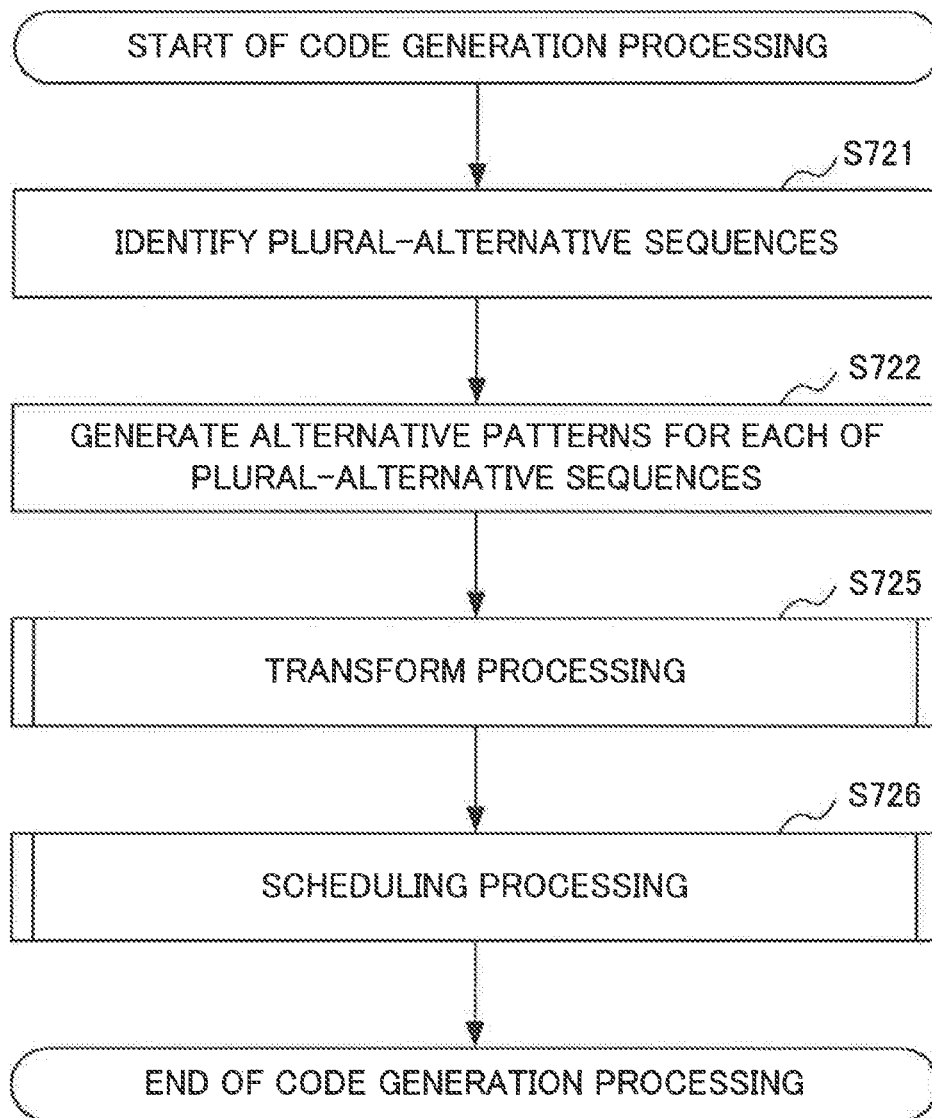 START OF CODE GENERATION PROCESSING
S721
IDENTIFY PLURAL-ALTERNATIVE SEQUENCES
S722
GENERATE ALTERNATIVE PATTERNS FOR EACH OF
PLURAL-ALTERNATIVE SEQUENCES
S725
TRANSFORM PROCESSING
S726
SCHEDULING PROCESSING
END OF CODE GENERATION PROCESSING